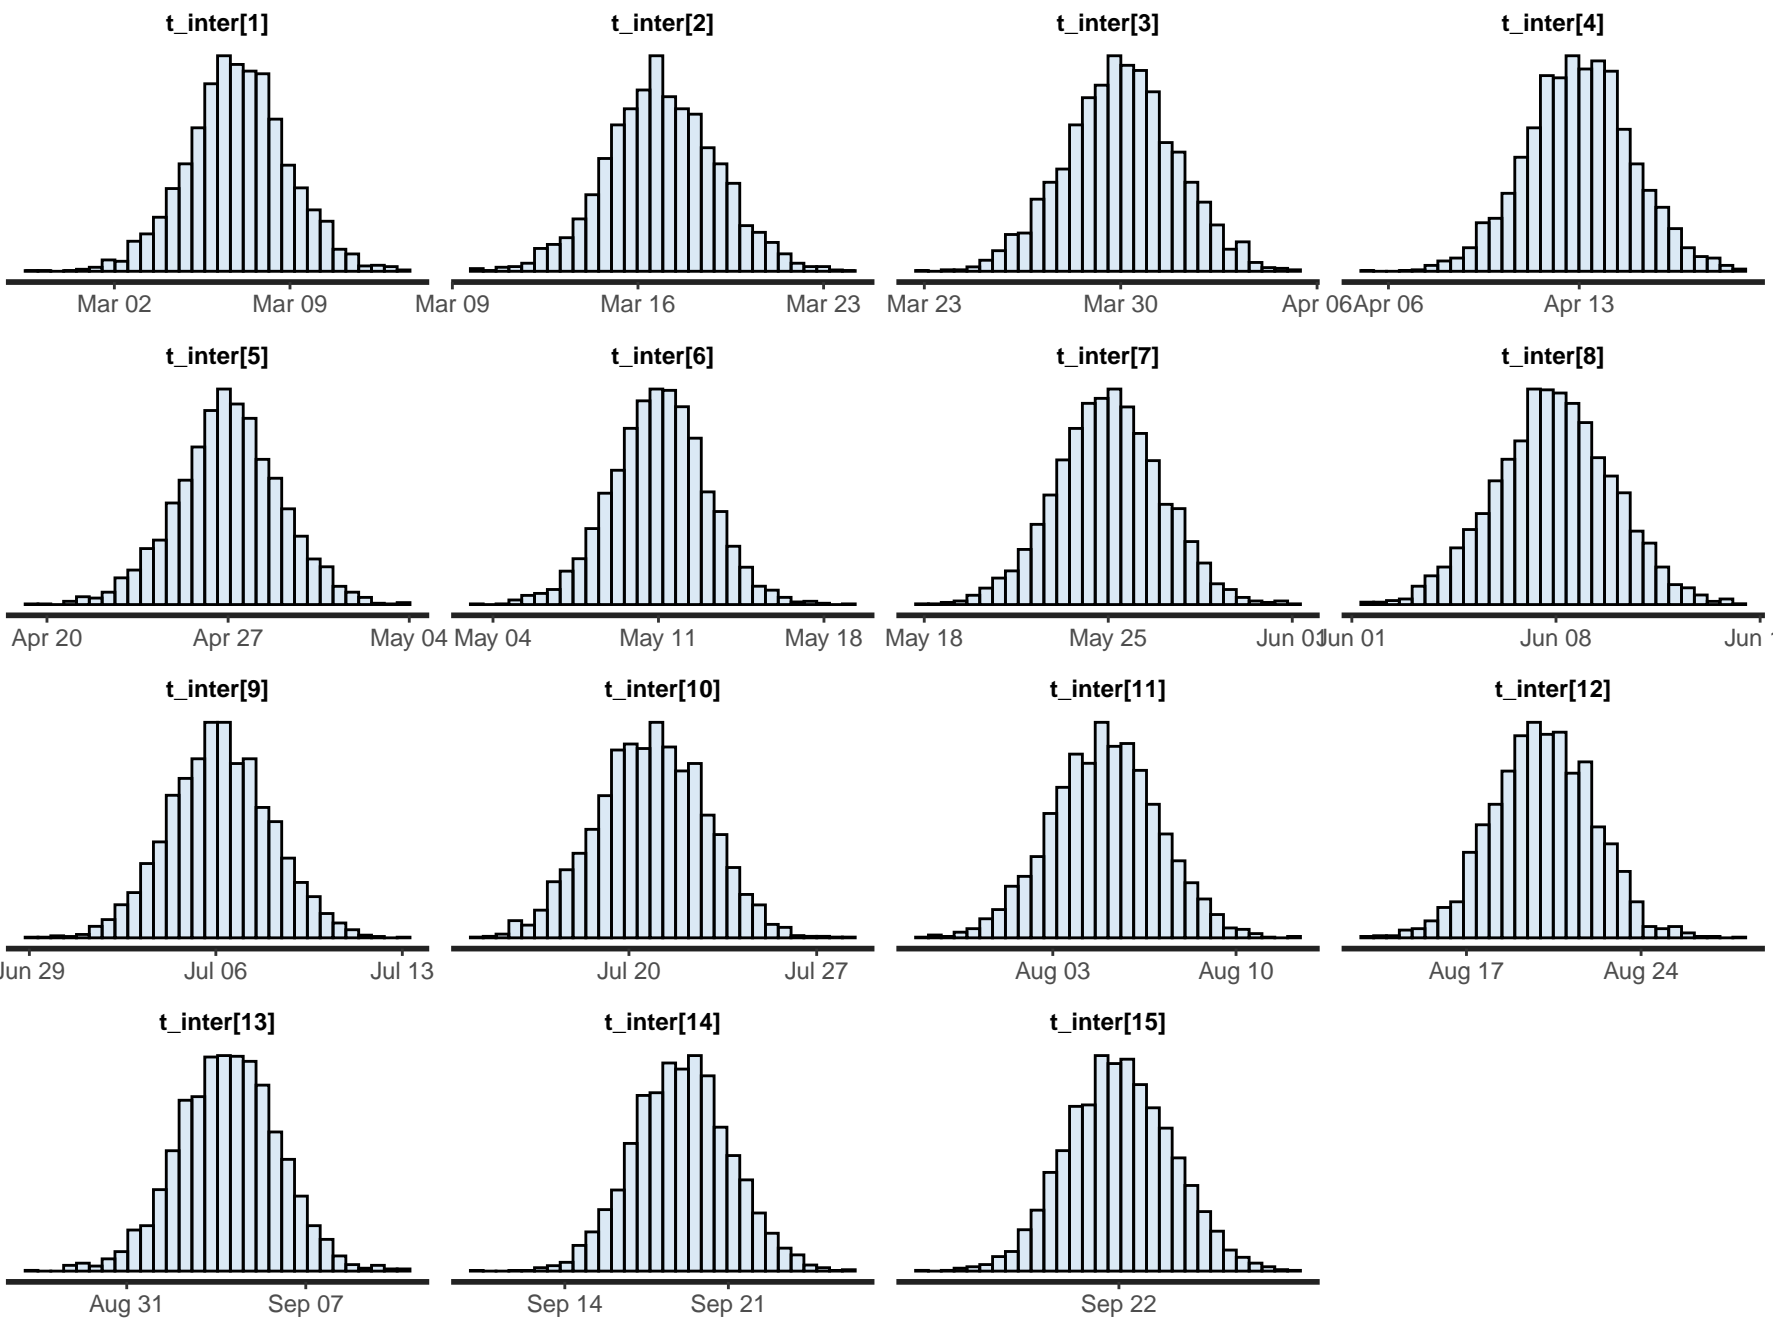 t_inter[1] t_inter[2] t_inter[3] t_inter[4]
Mar 02 Mar 09 Mar 09 Mar 16 Mar 23 Mar 23 Mar 30 Apr 06 Apr 06 Apr 13
t_inter[5] t_inter[6] t_inter[7] t_inter[8]
Apr 20 Apr 27 May 04 May 04 May 11 May 18 May 18 May 25 Jun 01 Jun 01 Jun 08 Jun
t_inter[9] t_inter[10] t_inter[11] t_inter[12]
Jun 29 Jul 06 Jul 13 Jul 20 Jul 27 Aug 03 Aug 10 Aug 17 Aug 24
t_inter[13] t_inter[14] t_inter[15]
Aug 31 Sep 07 Sep 14 Sep 21 Sep 22